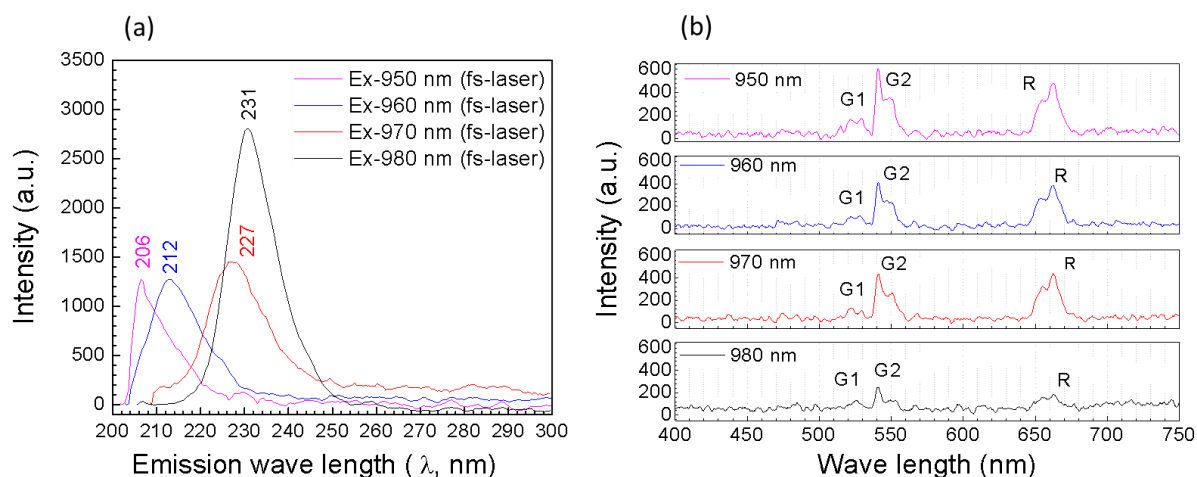 (a)
3500
3000
2500
2000
1500
1000
500
0
Intensity (a.u.)
Ex-950 nm (fs-laser)
Ex-960 nm (fs-laser)
Ex-970 nm (fs-laser)
Ex-980 nm (fs-laser)
206
212
227
231
200 210 220 230 240 250 260 270 280 290 300
Emission wave length ( λ, nm)
(b)
Intensity (a.u.)
600
400
200
0
950 nm
G1
G2
R
600
400
200
0
960 nm
G1
G2
R
600
400
200
0
970 nm
G1
G2
R
600
400
200
0
980 nm
G1
G2
R
400 450 500 550 600 650 700 750
Wave length (nm)